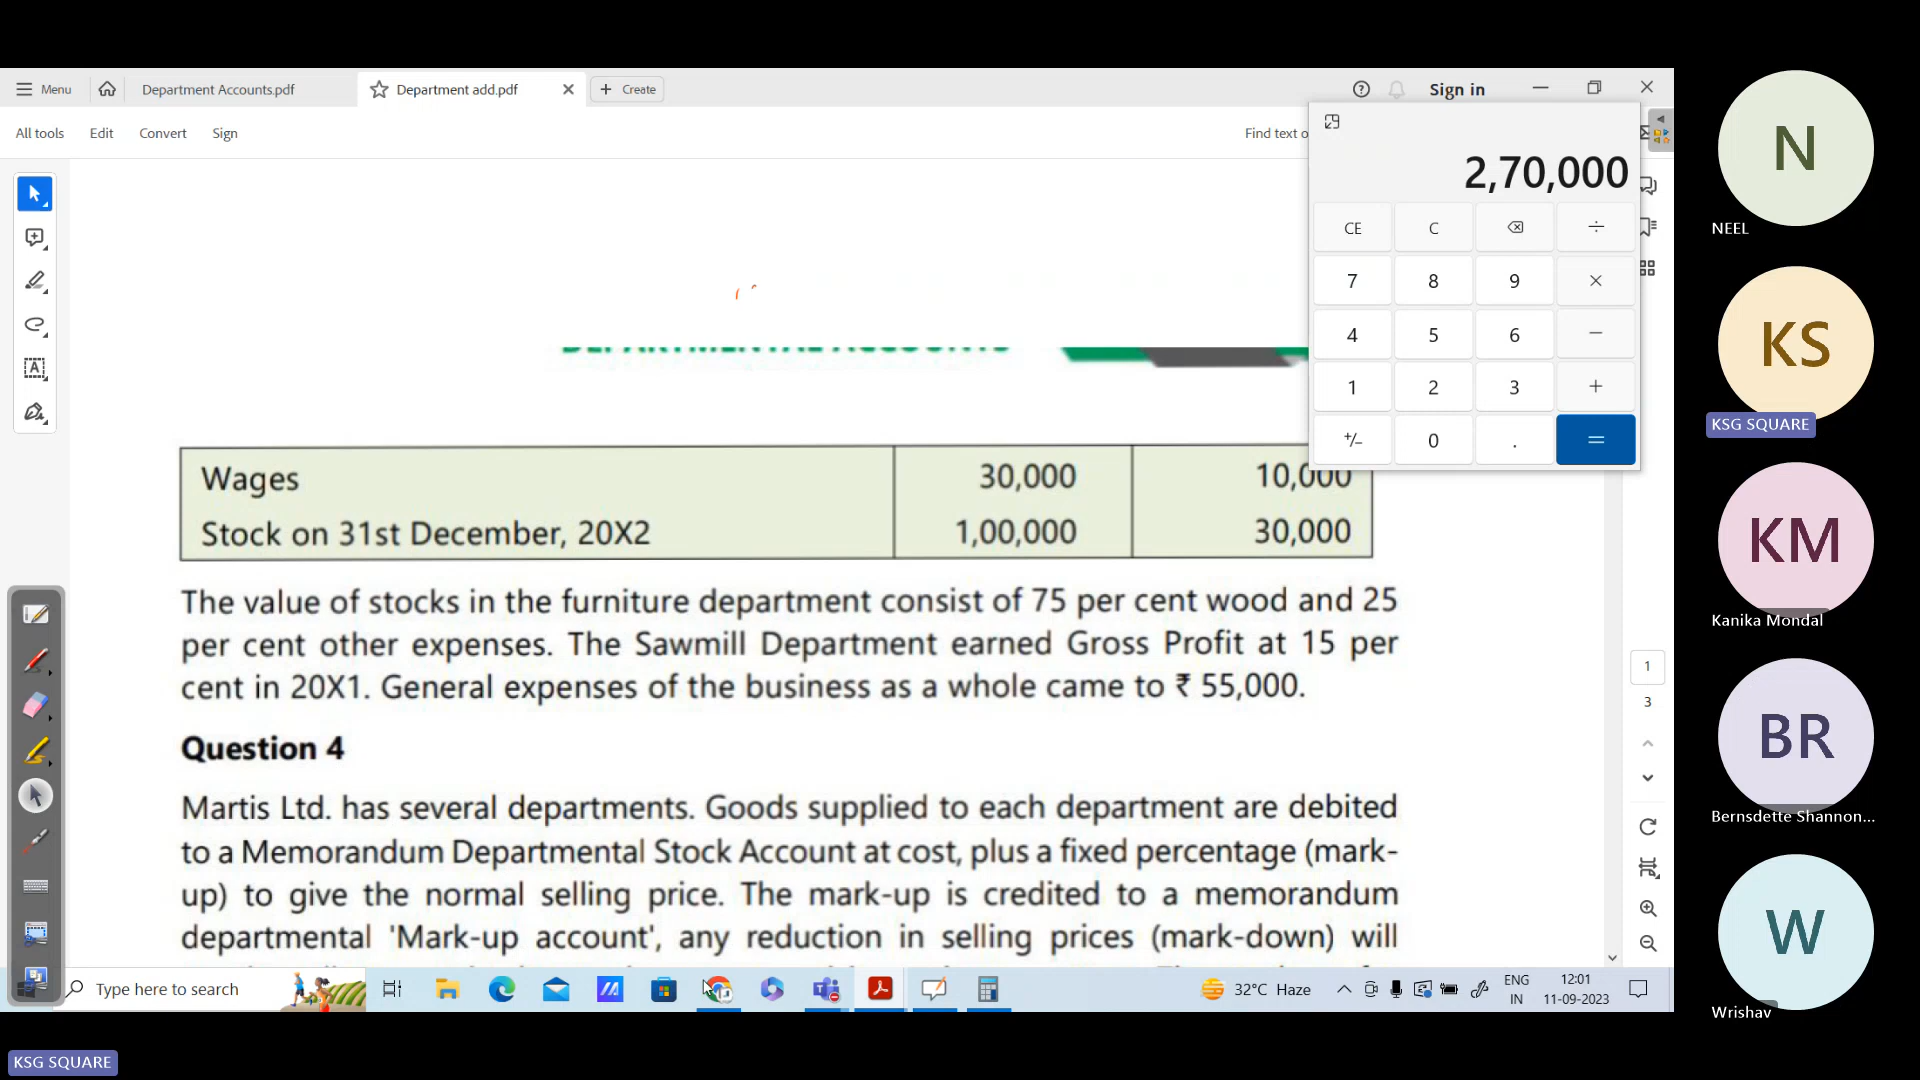 Menu
Department Accounts.pdf
Department add.pdf
Create
Sign in
All tools
Edit
Convert
Sign
Find text o
2,70,000
CE C ÷
7 8 9 ×
4 5 6 −
1 2 3 +
+/− 0 . =
DEPARTMENTAL ACCOUNTS
Wages 30,000 10,000
Stock on 31st December, 20X2 1,00,000 30,000
The value of stocks in the furniture department consist of 75 per cent wood and 25
per cent other expenses. The Sawmill Department earned Gross Profit at 15 per
cent in 20X1. General expenses of the business as a whole came to ₹ 55,000.
Question 4
Martis Ltd. has several departments. Goods supplied to each department are debited
to a Memorandum Departmental Stock Account at cost, plus a fixed percentage (mark-
up) to give the normal selling price. The mark-up is credited to a memorandum
departmental 'Mark-up account', any reduction in selling prices (mark-down) will
1
3
Type here to search
32°C Haze
ENG
IN
12:01
11-09-2023
N
NEEL
KS
KSG SQUARE
KM
Kanika Mondal
BR
Bernsdette Shannon...
W
Wrishav
KSG SQUARE